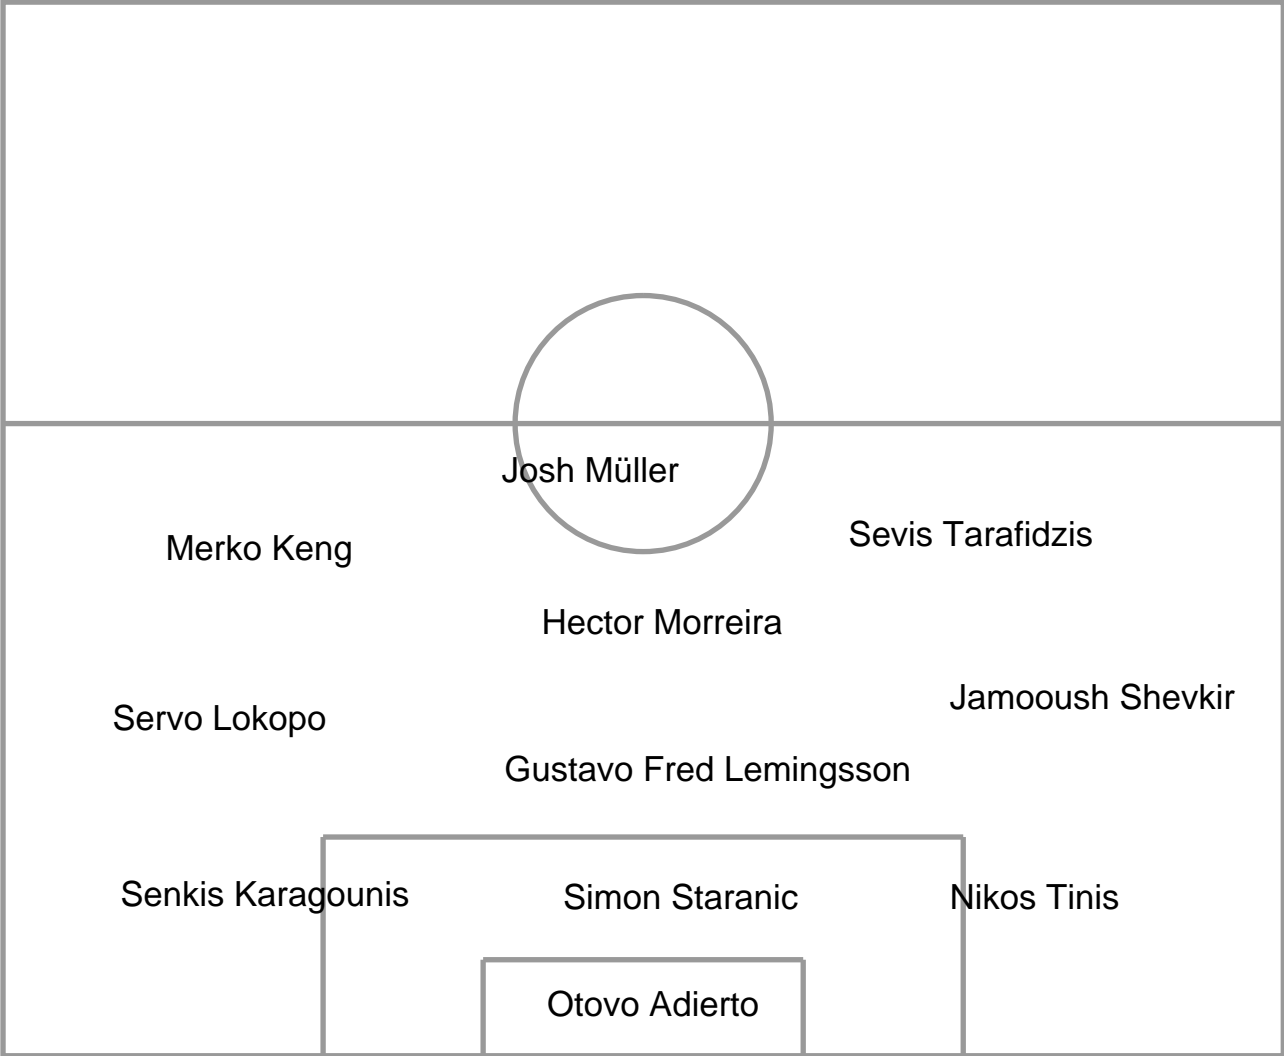 Josh Müller
Sevis Tarafidzis
Merko Keng
Hector Morreira
Jamooush Shevkir
Servo Lokopo
Gustavo Fred Lemingsson
Senkis Karagounis
Simon Staranic
Nikos Tinis
Otovo Adierto